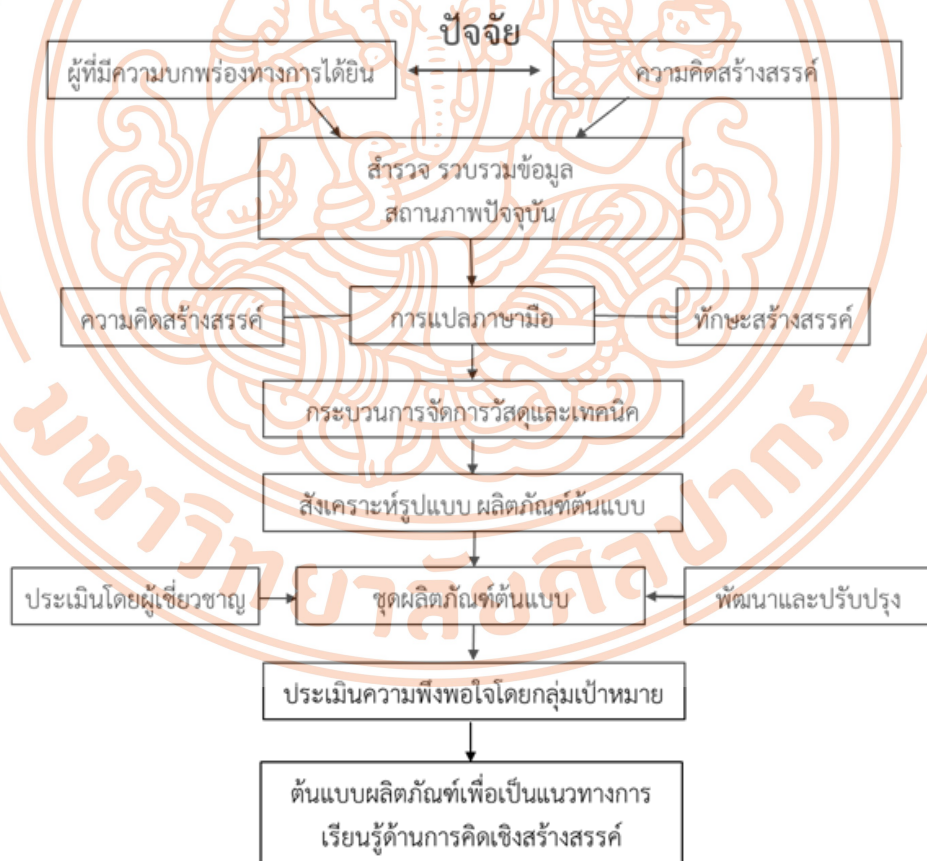 ปัจจัย
ผู้ที่มีความบกพร่องทางการได้ยิน
ความคิดสร้างสรรค์
สำรวจ รวบรวมข้อมูล
สถานภาพปัจจุบัน
ความคิดสร้างสรรค์
การแปลภาษามือ
ทักษะสร้างสรรค์
กระบวนการจัดการวัสดุและเทคนิค
สังเคราะห์รูปแบบ ผลิตภัณฑ์ต้นแบบ
ประเมินโดยผู้เชี่ยวชาญ
ชุดผลิตภัณฑ์ต้นแบบ
พัฒนาและปรับปรุง
ประเมินความพึงพอใจโดยกลุ่มเป้าหมาย
ต้นแบบผลิตภัณฑ์เพื่อเป็นแนวทางการ
เรียนรู้ด้านการคิดเชิงสร้างสรรค์
มหาวิทยาลัยศิลปากร